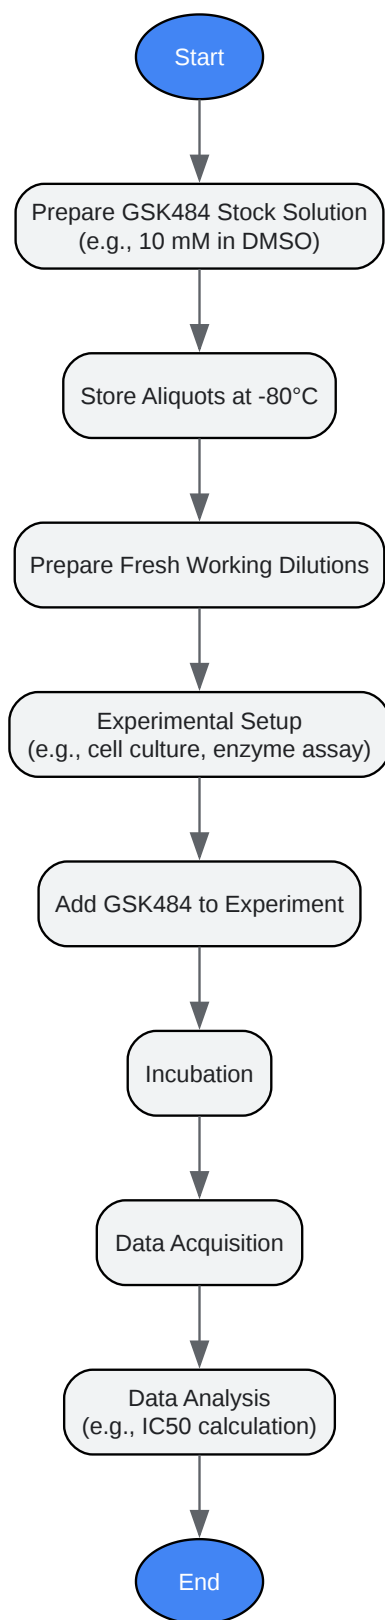 Start
Prepare GSK484 Stock Solution
(e.g., 10 mM in DMSO)
Store Aliquots at -80°C
Prepare Fresh Working Dilutions
Experimental Setup
(e.g., cell culture, enzyme assay)
Add GSK484 to Experiment
Incubation
Data Acquisition
Data Analysis
(e.g., IC50 calculation)
End